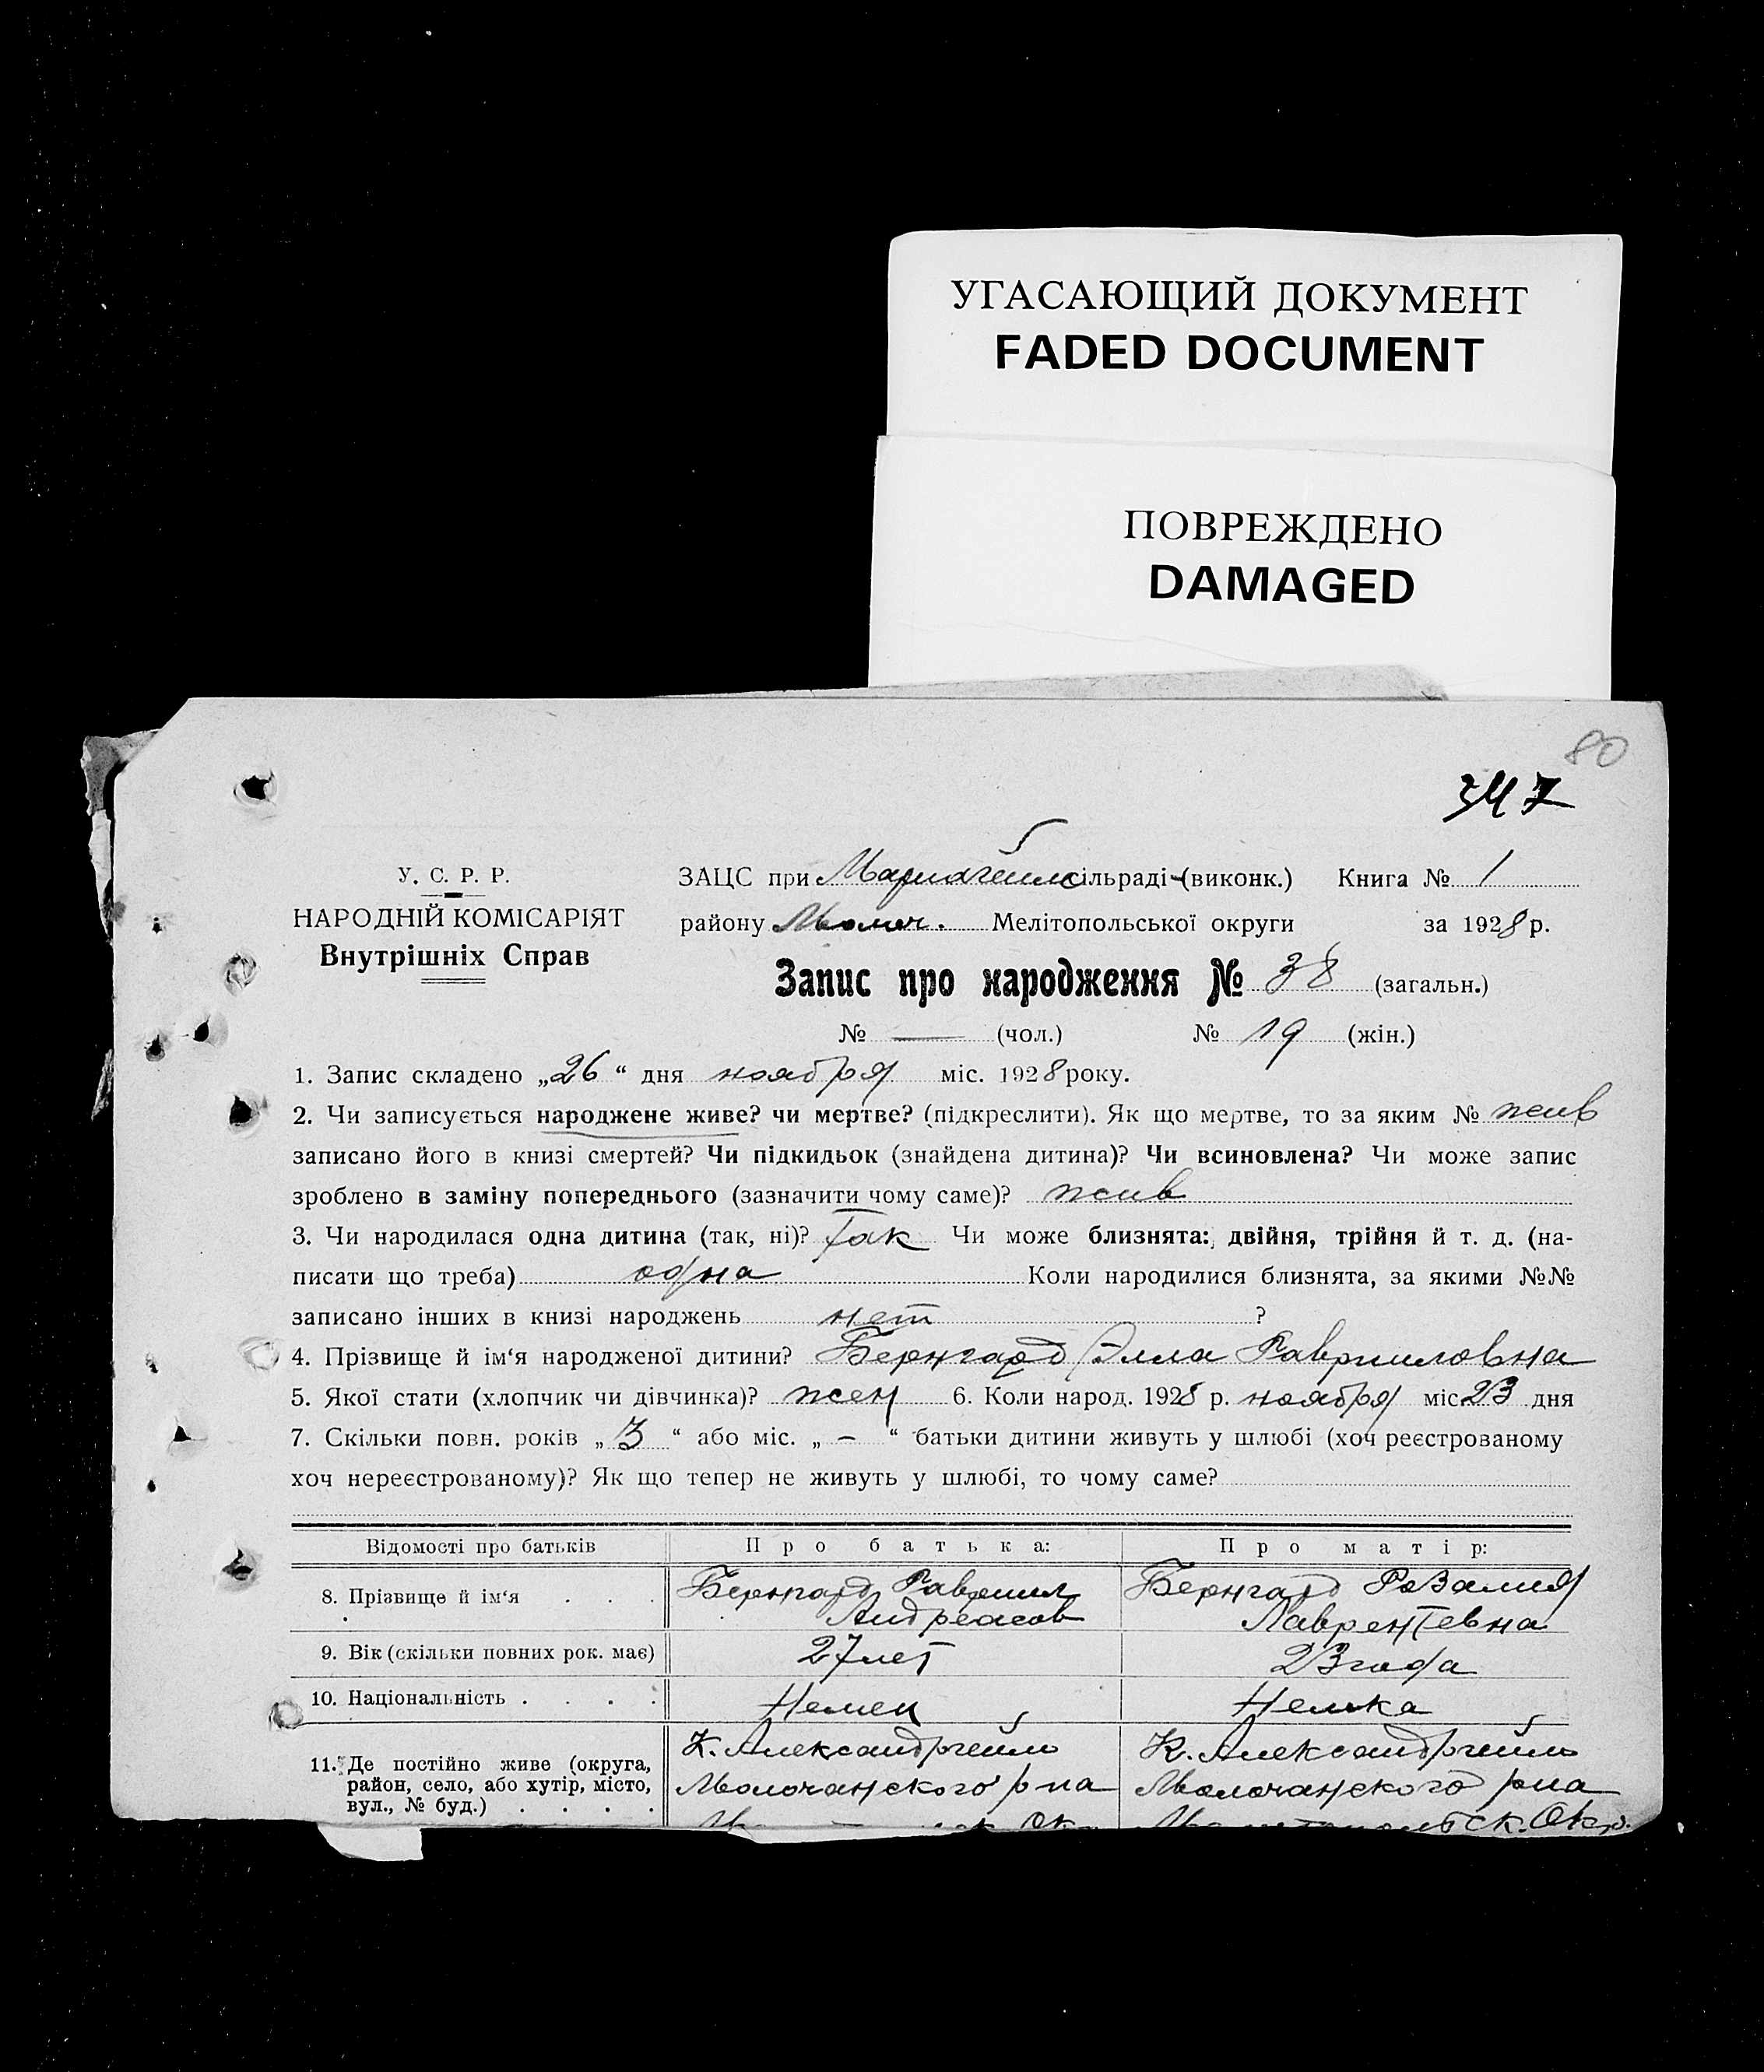 УГАСАЮЩИЙ ДОКУМЕНТ
FADED DOCUMENT
ПОВРЕЖДЕНО
DAMAGED
80
347
У. С. Р. Р.
НАРОДНІЙ КОМІСАРІЯТ
Внутрішніх Справ
ЗАЦС при сільраді (виконк.) Книга № 1
району Молоч. Мелітопольської округи за 1928 р.
Запис про народження № 38 (загальн.)
№ — (чол.) № 19 (жін.)
1. Запис складено „26“ дня ноября міс. 1928 року.
2. Чи записується народжене живе? чи мертве? (підкреслити). Як що мертве, то за яким № жив
записано його в книзі смертей? Чи підкидьок (знайдена дитина)? Чи всиновлена? Чи може запис
зроблено в заміну попереднього (зазначити чому саме)? жив
3. Чи народилася одна дитина (так, ні)? Так Чи може близнята: двійня, трійня й т. д. (на-
писати що треба) одна Коли народилися близнята, за якими №№
записано інших в книзі народжень нет ?
4. Прізвище й ім‘я народженої дитини? Бернгард Элла Гавриловна
5. Якої стати (хлопчик чи дівчинка)? жен 6. Коли народ. 1928 р. ноября міс 23 дня
7. Скільки повн. років „3“ або міс. „—“ батьки дитини живуть у шлюбі (хоч реєстрованому
хоч нереєстрованому)? Як що тепер не живуть у шлюбі, то чому саме?
Відомості про батьків Про батька: Про матір:
8. Прізвище й ім‘я . . . Бернгард Гавриил Бернгард Розалия
Андреасов Лаврентевна
9. Вік (скільки повних рок. має) 27 лет 23 года
10. Національність . . . . Немец Немка
11. Де постійно живе (округа, К. Александргейм К. Александргейм
район, село, або хутір, місто, Молочанского р на Молочанского р на
вул., № буд.) . . . . Окр.